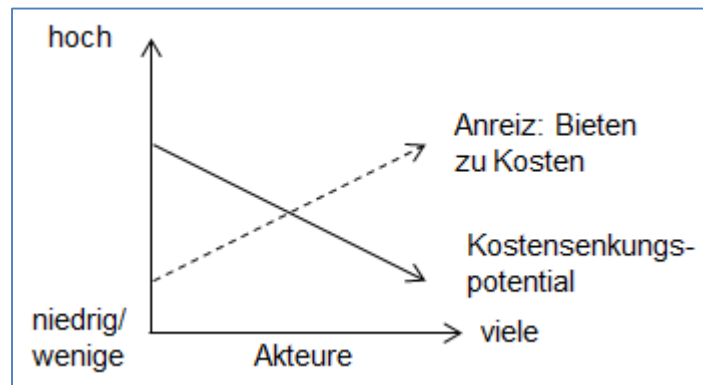 hoch
Anreiz: Bieten
zu Kosten
Kostensenkungs-
potential
niedrig/
wenige
Akteure
viele